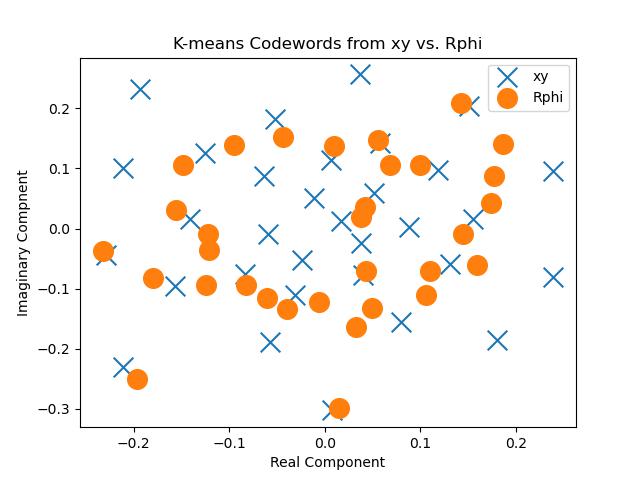 K-means Codewords from xy vs. Rphi
xy
Rphi
0.2
0.1
0.0
−0.1
−0.2
−0.3
Imaginary Compnent
−0.2
−0.1
0.0
0.1
0.2
Real Component